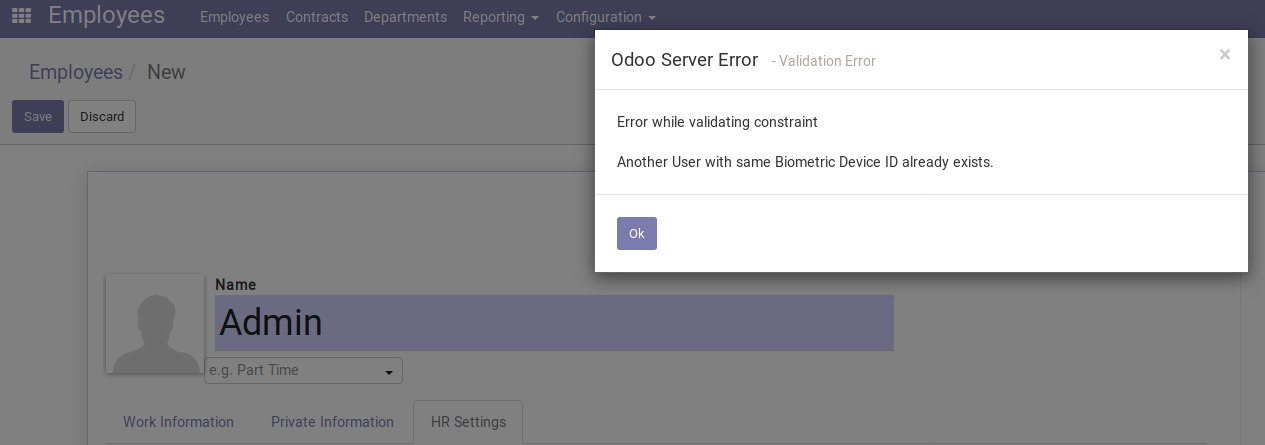 Employees Employees Contracts Departments Reporting Configuration
Employees / New
Save Discard
Odoo Server Error - Validation Error ×
Error while validating constraint
Another User with same Biometric Device ID already exists.
Ok
Name
Admin
e.g. Part Time
Work Information Private Information HR Settings